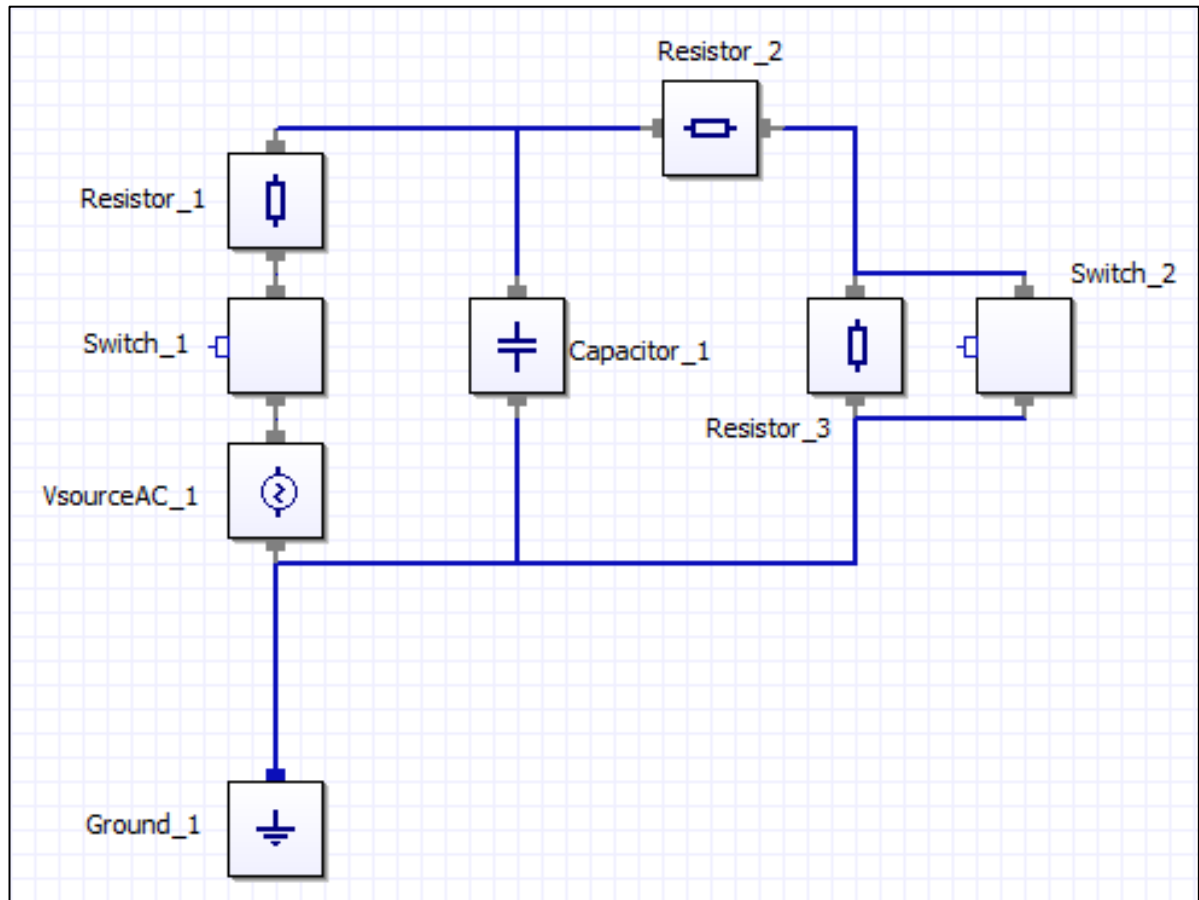 Resistor_2
Resistor_1
Switch_2
Switch_1
Capacitor_1
Resistor_3
VsourceAC_1
Ground_1